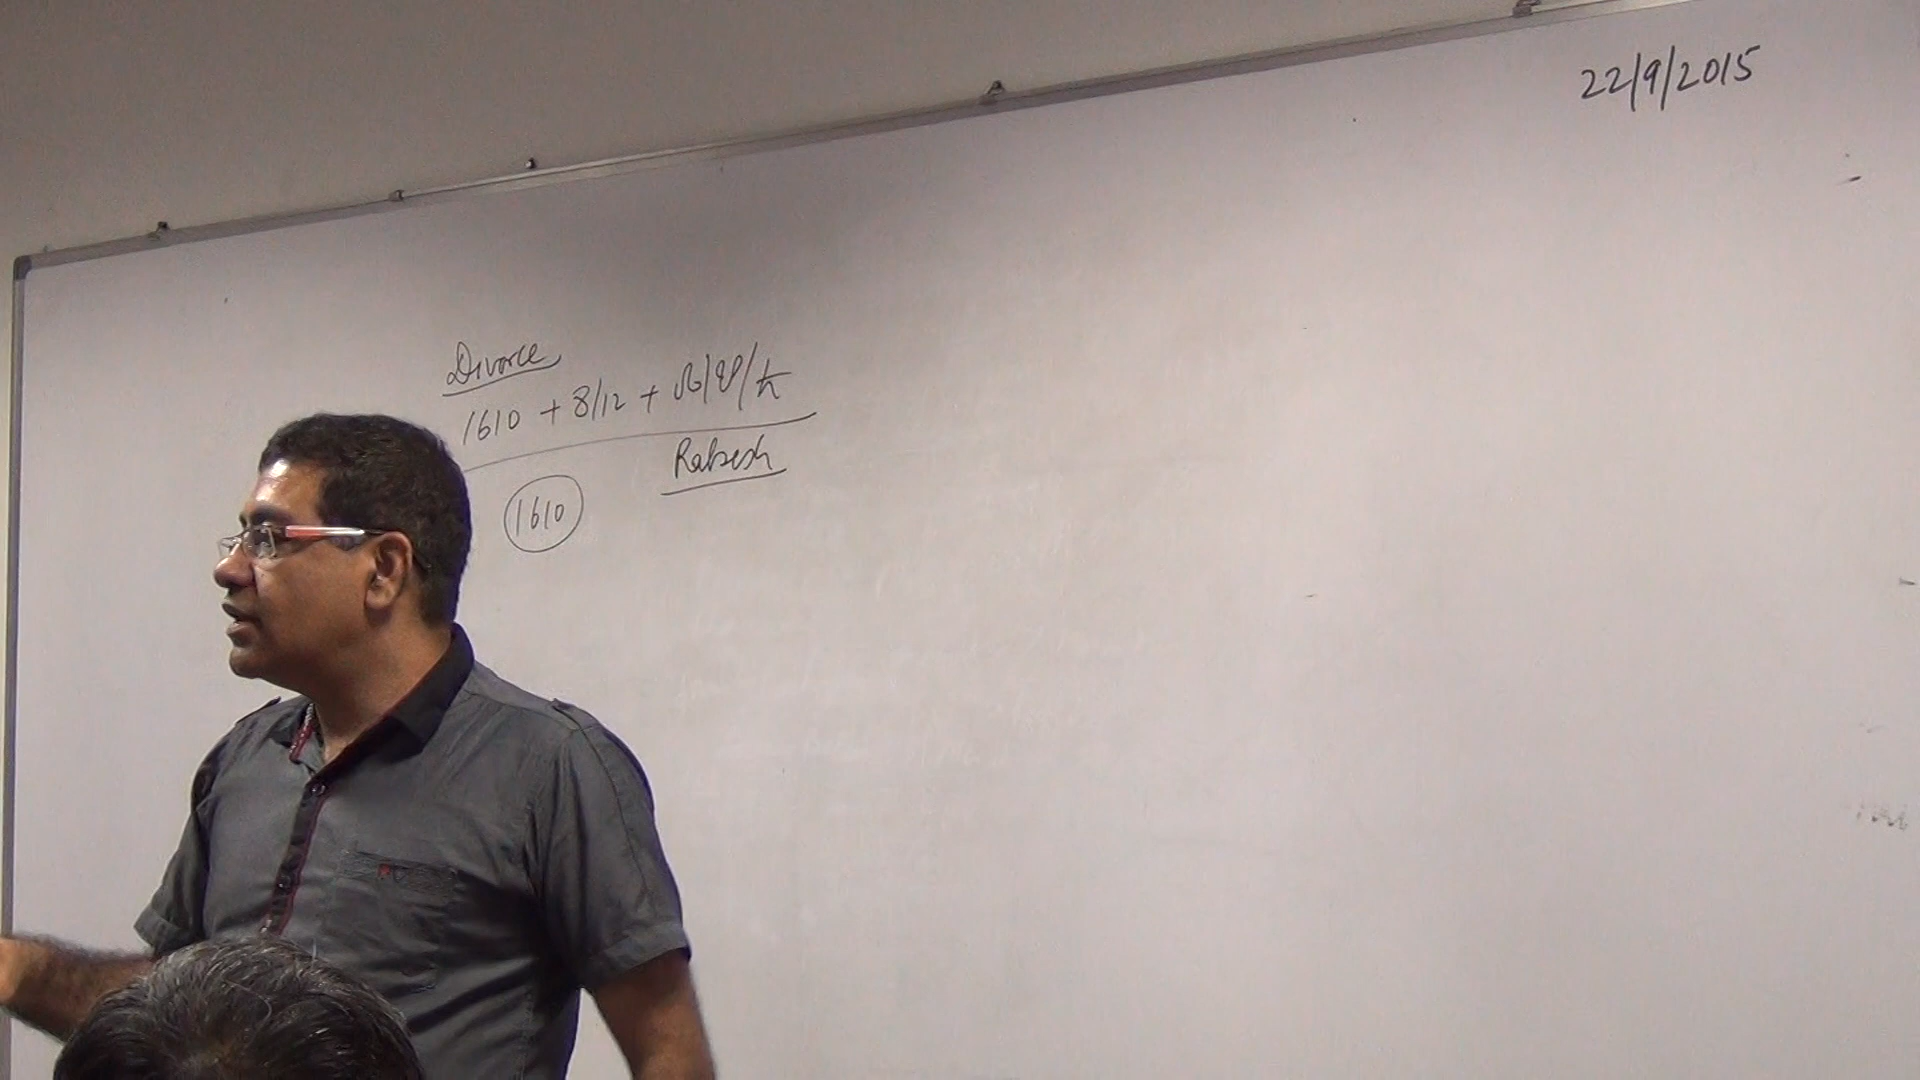 22/9/2015
Divorce
1610 + 8/12 +
Rakesh
1610